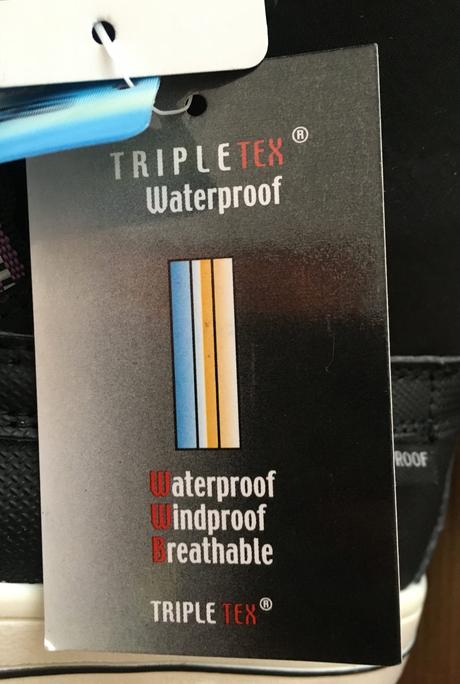 TRIPLETEX®
Waterproof
Waterproof
Windproof
Breathable
TRIPLE TEX®
ROOF